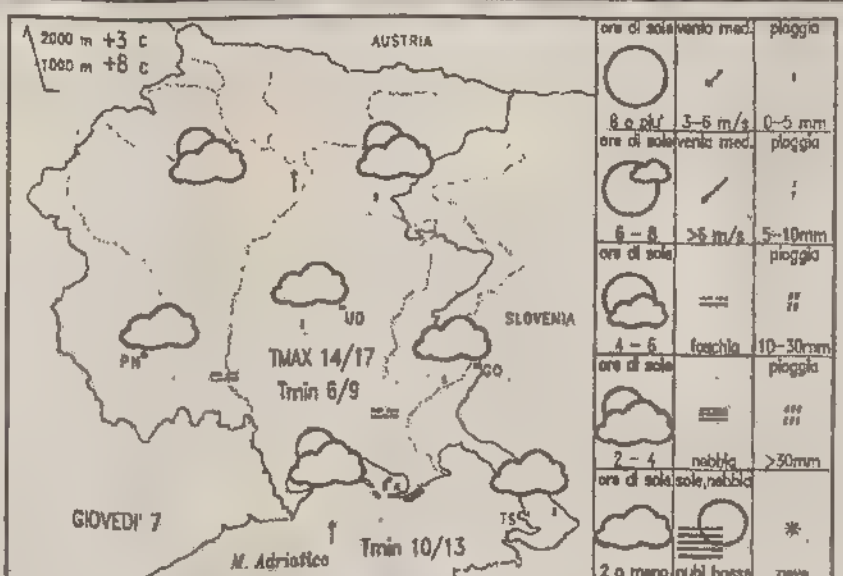 2000 m +3 c
1000 m +8 c
AUSTRIA
SLOVENIA
UD
PN
GO
TMAX 14/17
Tmin 6/9
TS
GIOVEDI' 7
M. Adriatico
Tmin 10/13
ore di sole vento med. pioggia
8 o piu' 3-6 m/s 0-5 mm
ore di sole vento med. pioggia
6 - 8 >6 m/s 5-10mm
ore di sole pioggia
4 - 6 foschia 10-30mm
ore di sole pioggia
2 - 4 nebbia >30mm
ore di sole sole,nebbia
2 o meno nubi basse neve